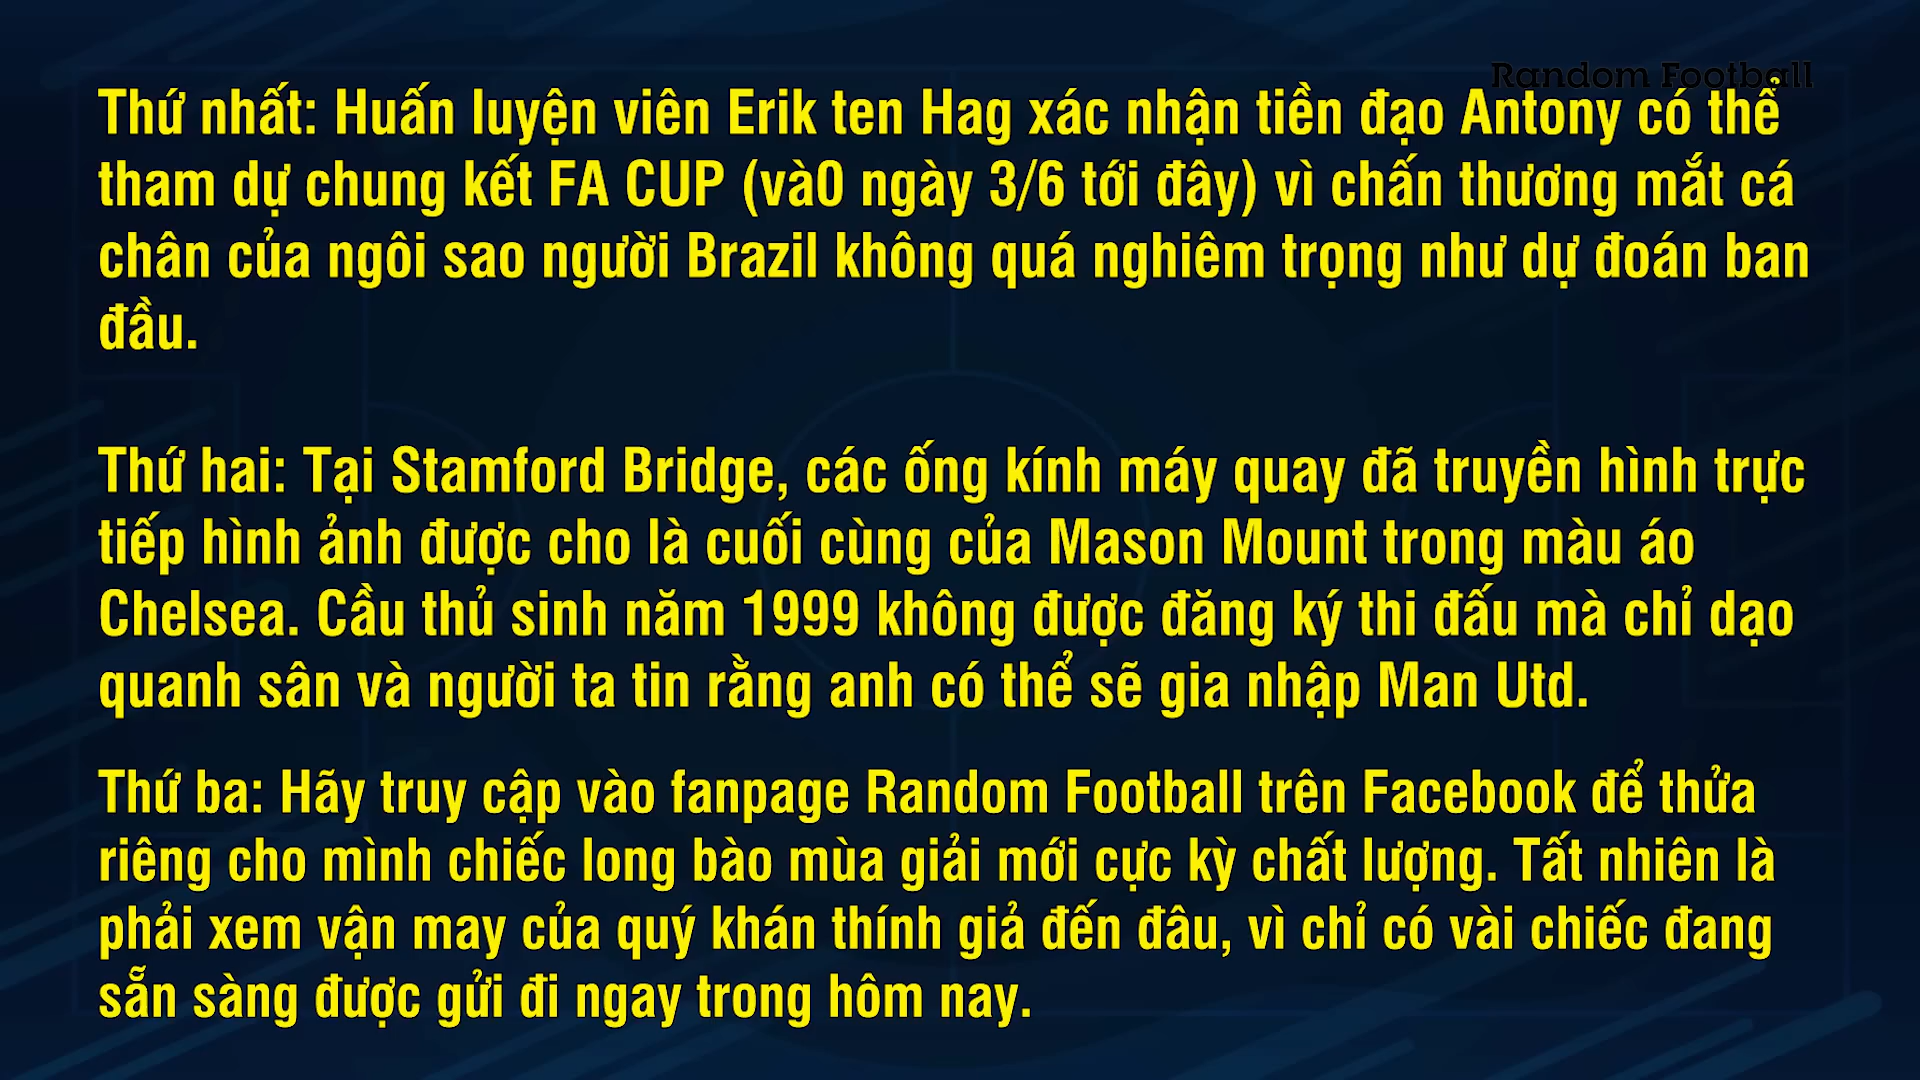 Random Football
Thứ nhất: Huấn luyện viên Erik ten Hag xác nhận tiền đạo Antony có thể
tham dự chung kết FA CUP (và0 ngày 3/6 tới đây) vì chấn thương mắt cá
chân của ngôi sao người Brazil không quá nghiêm trọng như dự đoán ban
đầu.
Thứ hai: Tại Stamford Bridge, các ống kính máy quay đã truyền hình trực
tiếp hình ảnh được cho là cuối cùng của Mason Mount trong màu áo
Chelsea. Cầu thủ sinh năm 1999 không được đăng ký thi đấu mà chỉ dạo
quanh sân và người ta tin rằng anh có thể sẽ gia nhập Man Utd.
Thứ ba: Hãy truy cập vào fanpage Random Football trên Facebook để thửa
riêng cho mình chiếc long bào mùa giải mới cực kỳ chất lượng. Tất nhiên là
phải xem vận may của quý khán thính giả đến đâu, vì chỉ có vài chiếc đang
sẵn sàng được gửi đi ngay trong hôm nay.